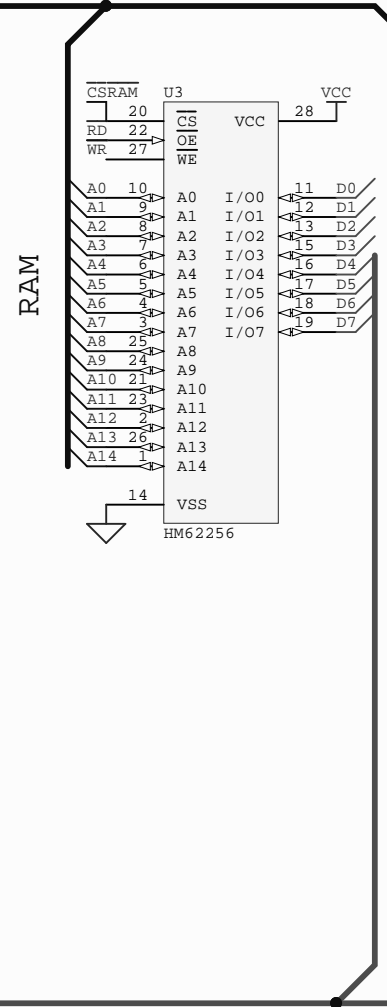 CSRAM U3 VCC
20 CS VCC 28
RD 22 OE
WR 27 WE
A0 10 A0 I/O0 11 D0
A1 9 A1 I/O1 12 D1
A2 8 A2 I/O2 13 D2
A3 7 A3 I/O3 15 D3
A4 6 A4 I/O4 16 D4
A5 5 A5 I/O5 17 D5
A6 4 A6 I/O6 18 D6
A7 3 A7 I/O7 19 D7
A8 25 A8
A9 24 A9
A10 21 A10
A11 23 A11
A12 2 A12
A13 26 A13
A14 1 A14
14 VSS
HM62256
RAM